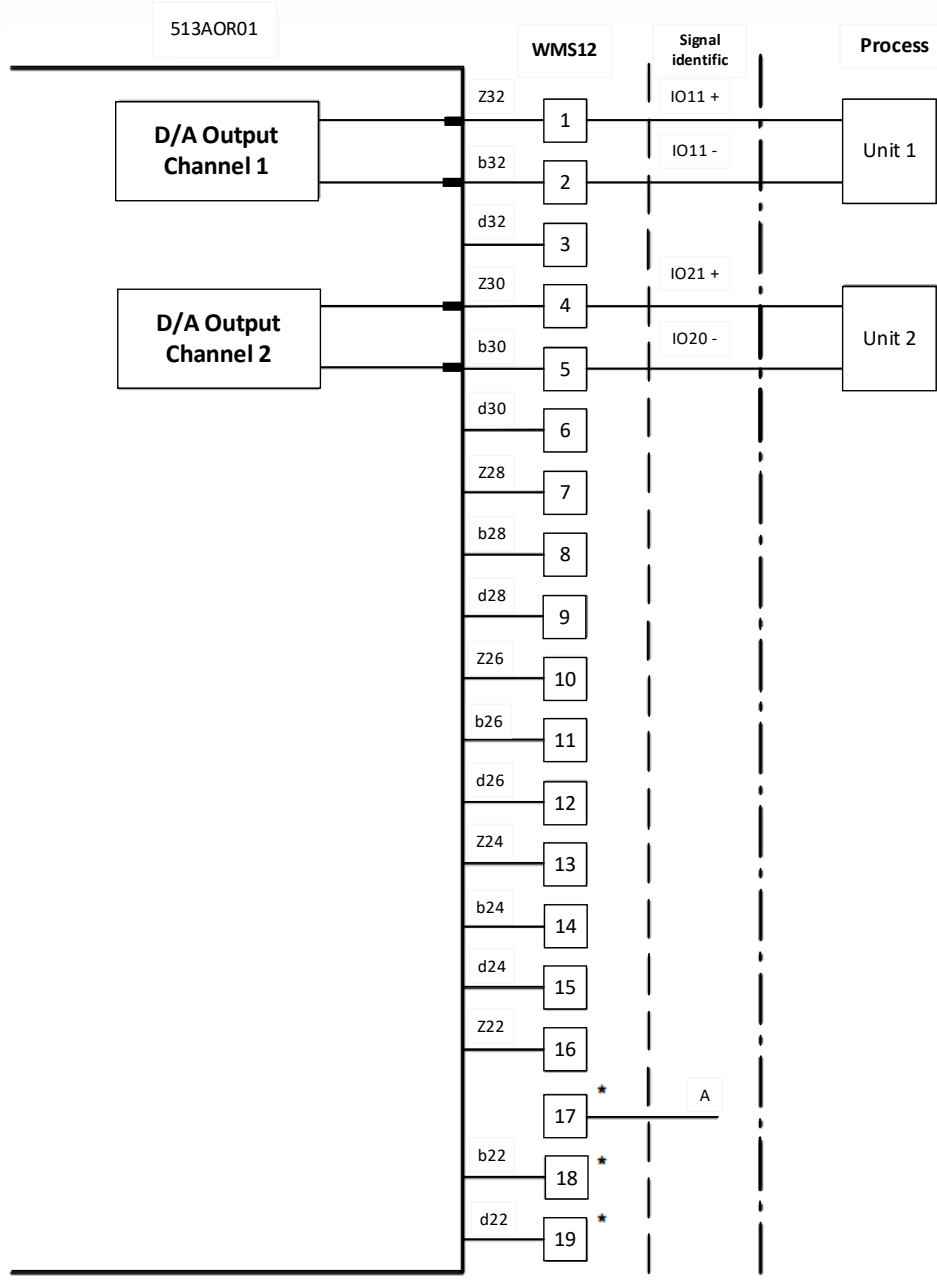 513AOR01
WMS12
Signal
identific
Process
Z32
1
IO11 +
D/A Output
Channel 1
Unit 1
b32
2
IO11 -
d32
3
Z30
4
IO21 +
D/A Output
Channel 2
Unit 2
b30
5
IO20 -
d30
6
Z28
7
b28
8
d28
9
Z26
10
b26
11
d26
12
Z24
13
b24
14
d24
15
Z22
16
17
*
A
b22
18
*
d22
19
*